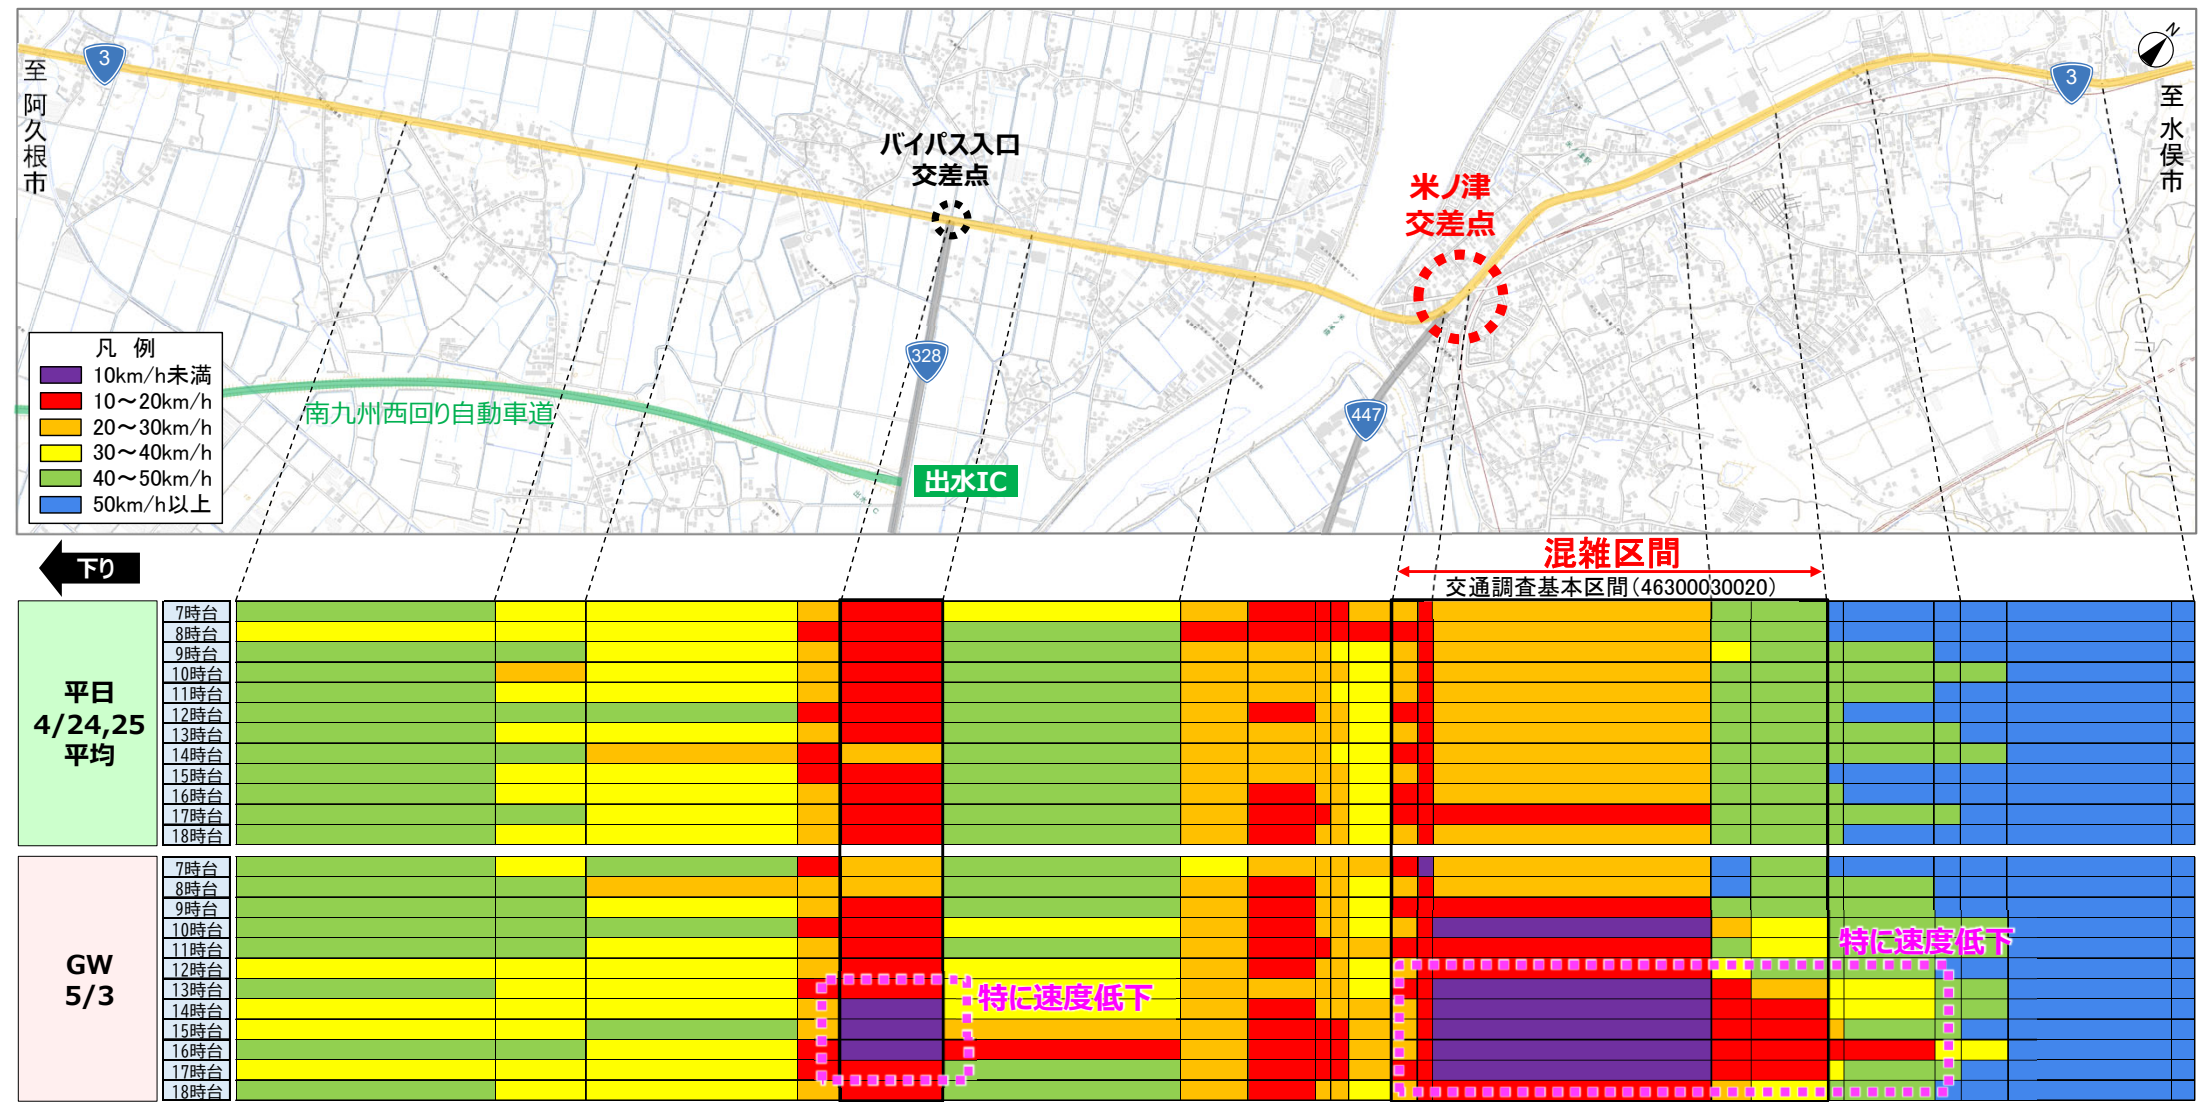 3
至 阿久根市
バイパス入口
交差点
米ノ津
交差点
N
3
至 水俣市
凡 例
10km/h未満
10～20km/h
20～30km/h
30～40km/h
40～50km/h
50km/h以上
南九州西回り自動車道
328
出水IC
447
下り
混雑区間
交通調査基本区間(46300030020)
平日
4/24,25
平均
7時台
8時台
9時台
10時台
11時台
12時台
13時台
14時台
15時台
16時台
17時台
18時台
GW
5/3
7時台
8時台
9時台
10時台
11時台
12時台
13時台
14時台
15時台
16時台
17時台
18時台
特に速度低下
特に速度低下